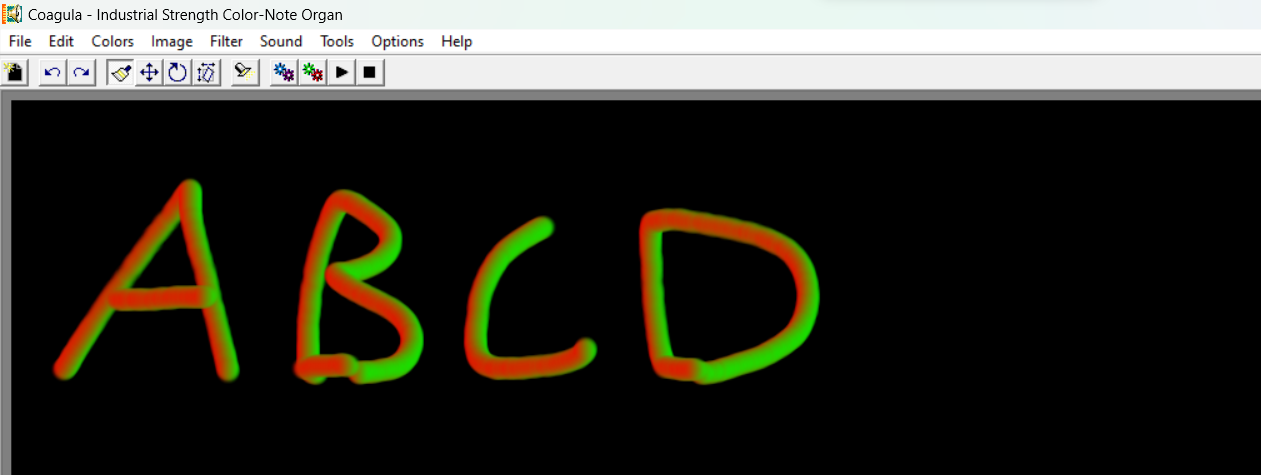 Coagula - Industrial Strength Color-Note Organ
File Edit Colors Image Filter Sound Tools Options Help
ABCD